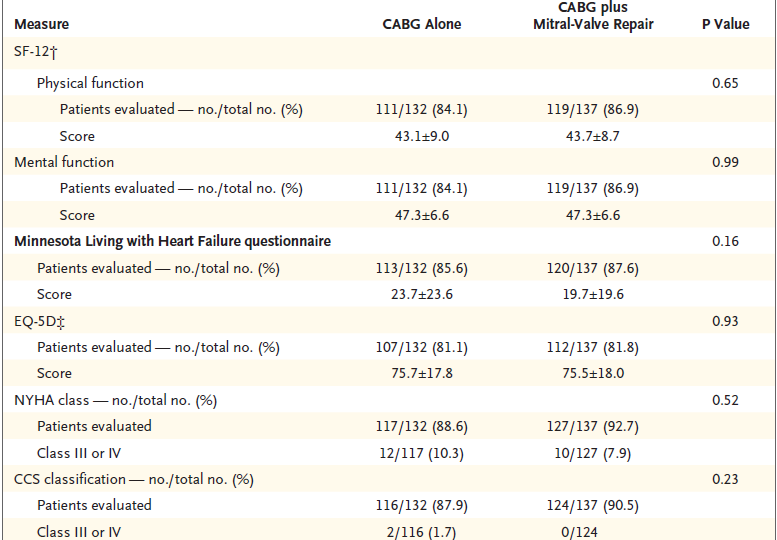 CABG plus
Measure CABG Alone Mitral-Valve Repair P Value
SF-12†
Physical function 0.65
Patients evaluated — no./total no. (%) 111/132 (84.1) 119/137 (86.9)
Score 43.1±9.0 43.7±8.7
Mental function 0.99
Patients evaluated — no./total no. (%) 111/132 (84.1) 119/137 (86.9)
Score 47.3±6.6 47.3±6.6
Minnesota Living with Heart Failure questionnaire 0.16
Patients evaluated — no./total no. (%) 113/132 (85.6) 120/137 (87.6)
Score 23.7±23.6 19.7±19.6
EQ-5D‡ 0.93
Patients evaluated — no./total no. (%) 107/132 (81.1) 112/137 (81.8)
Score 75.7±17.8 75.5±18.0
NYHA class — no./total no. (%) 0.52
Patients evaluated 117/132 (88.6) 127/137 (92.7)
Class III or IV 12/117 (10.3) 10/127 (7.9)
CCS classification — no./total no. (%) 0.23
Patients evaluated 116/132 (87.9) 124/137 (90.5)
Class III or IV 2/116 (1.7) 0/124